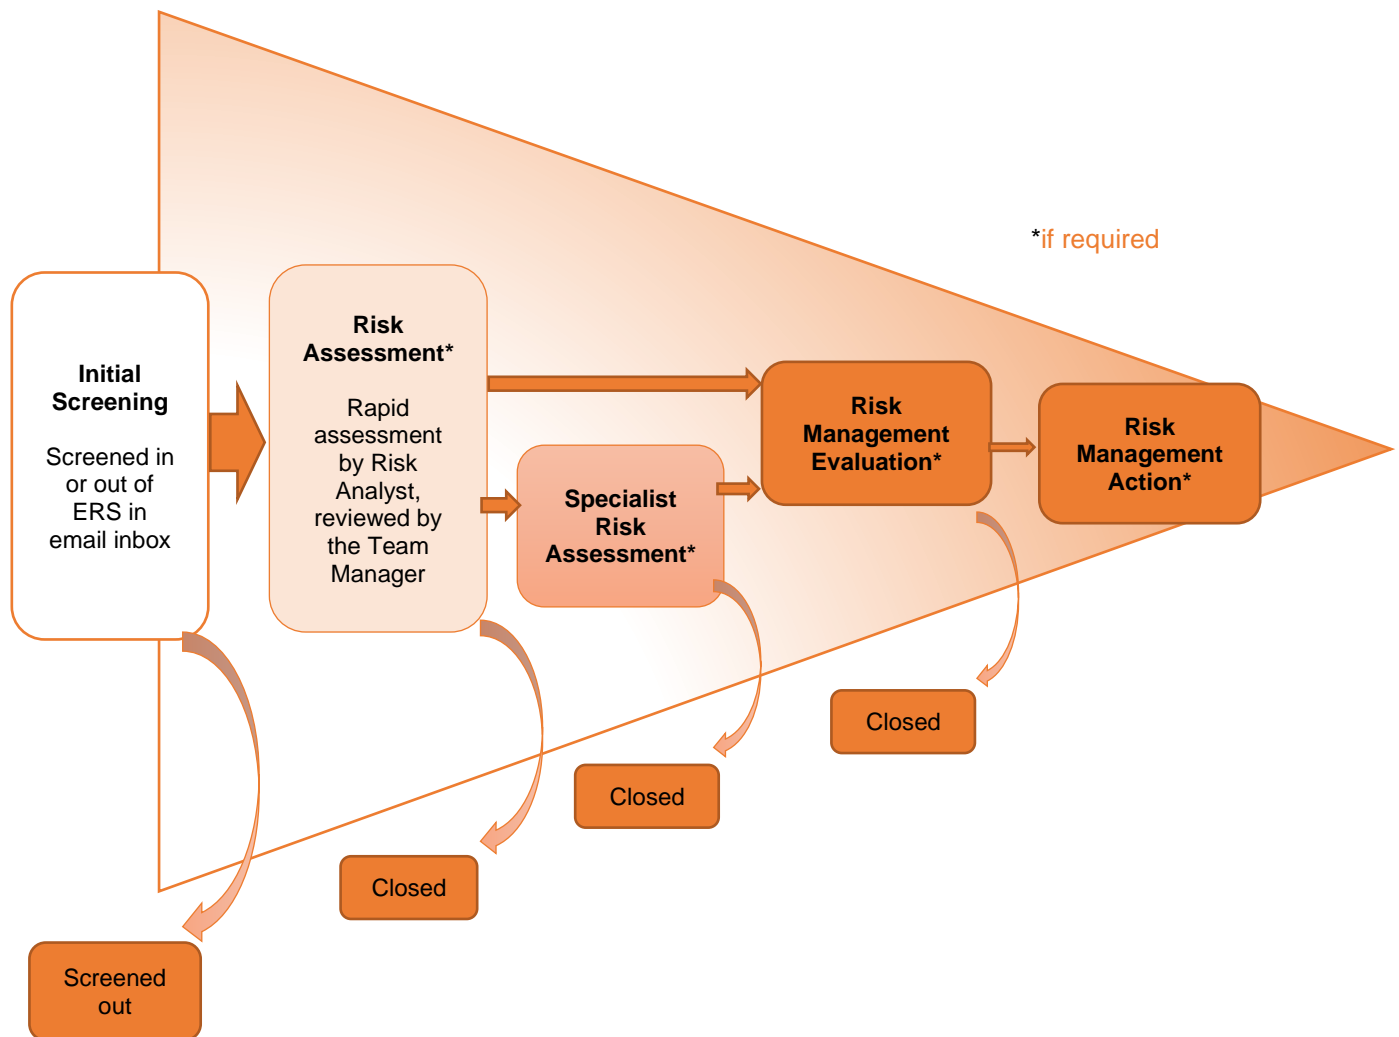 *if required
Initial
Screening
Screened in
or out of
ERS in
email inbox
Risk
Assessment*
Rapid
assessment
by Risk
Analyst,
reviewed by
the Team
Manager
Specialist
Risk
Assessment*
Risk
Management
Evaluation*
Risk
Management
Action*
Closed
Closed
Closed
Screened
out